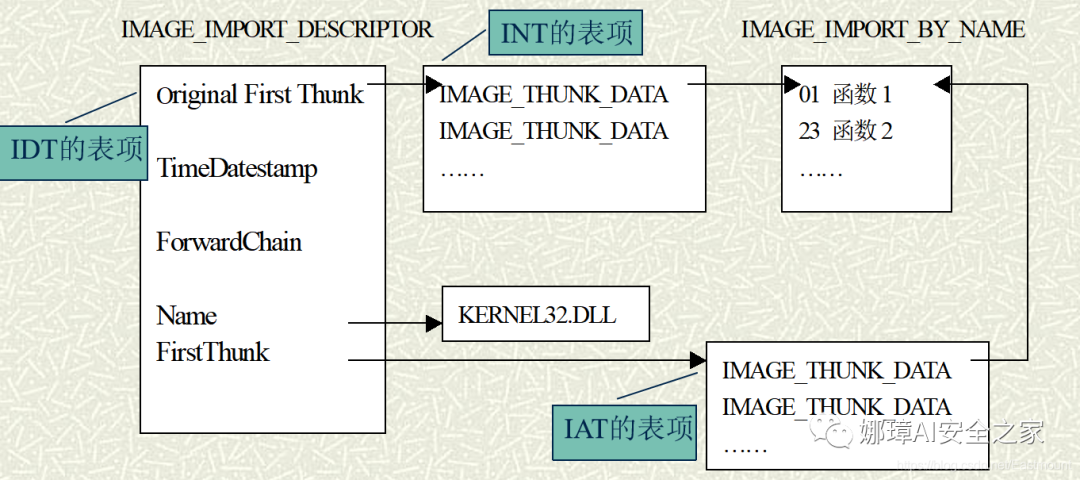 IMAGE_IMPORT_DESCRIPTOR
INT的表项
IMAGE_IMPORT_BY_NAME
Original First Thunk
IMAGE_THUNK_DATA
01 函数1
IMAGE_THUNK_DATA
23 函数2
IDT的表项
TimeDatestamp
……
……
ForwardChain
Name
KERNEL32.DLL
FirstThunk
IMAGE_THUNK_DATA
IMAGE_THUNK_DATA
IAT的表项
娜璋AI安全之家
……